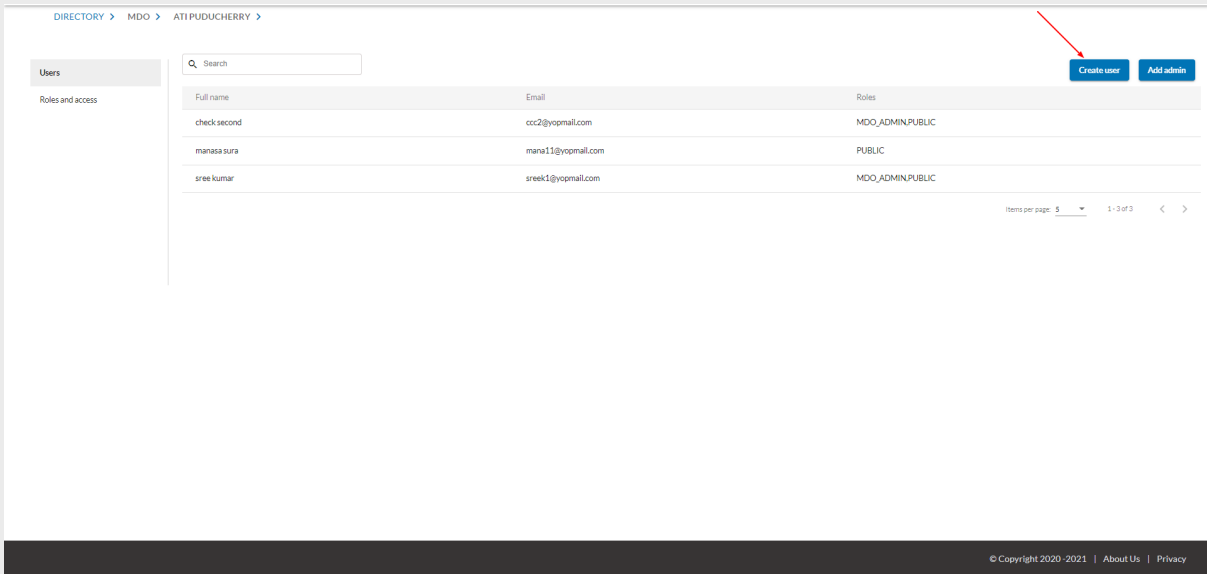 DIRECTORY > MDO > ATI PUDUCHERRY >
Users
Roles and access
Search
Create user Add admin
Full name Email Roles
check second ccc2@yopmail.com MDO_ADMIN,PUBLIC
manasa sura mana11@yopmail.com PUBLIC
sree kumar sreek1@yopmail.com MDO_ADMIN,PUBLIC
Items per page: 5 1 - 3 of 3 < >
© Copyright 2020 -2021 | About Us | Privacy